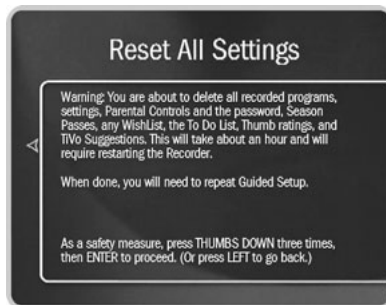 Reset All Settings
Warning: You are about to delete all recorded programs,
settings, Parental Controls and the password, Season
Passes, any WishList, the To Do List, Thumb ratings, and
TiVo Suggestions. This will take about an hour and will
require restarting the Recorder.
When done, you will need to repeat Guided Setup.
As a safety measure, press THUMBS DOWN three times,
then ENTER to proceed. (Or press LEFT to go back.)